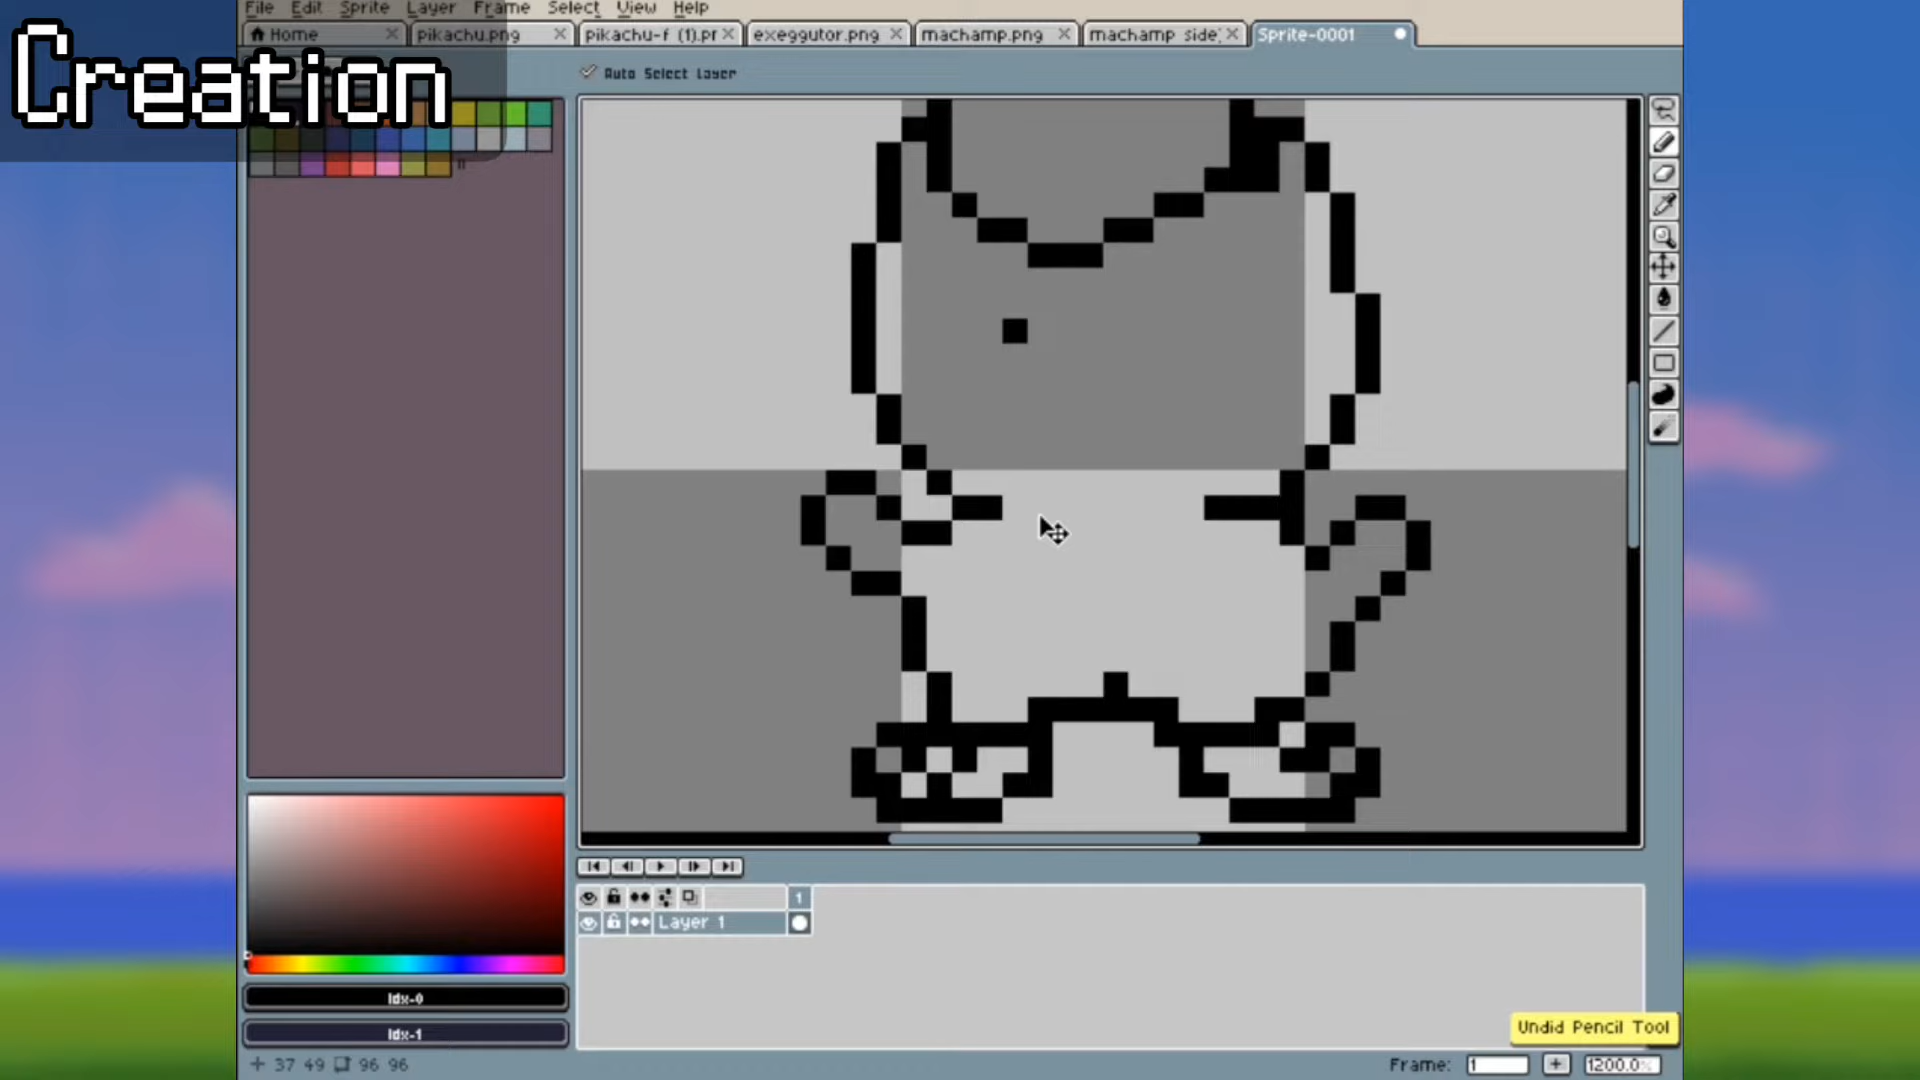 File Edit Sprite Layer Frame Select View Help
Home pikachu.png pikachu-f (1).pr exeggutor.png machamp.png machamp side Sprite-0001
Creation
Auto Select Layer
1
Layer 1
Idx-0
Idx-1
Undid Pencil Tool
37 49 96 96
Frame: 1 1200.0